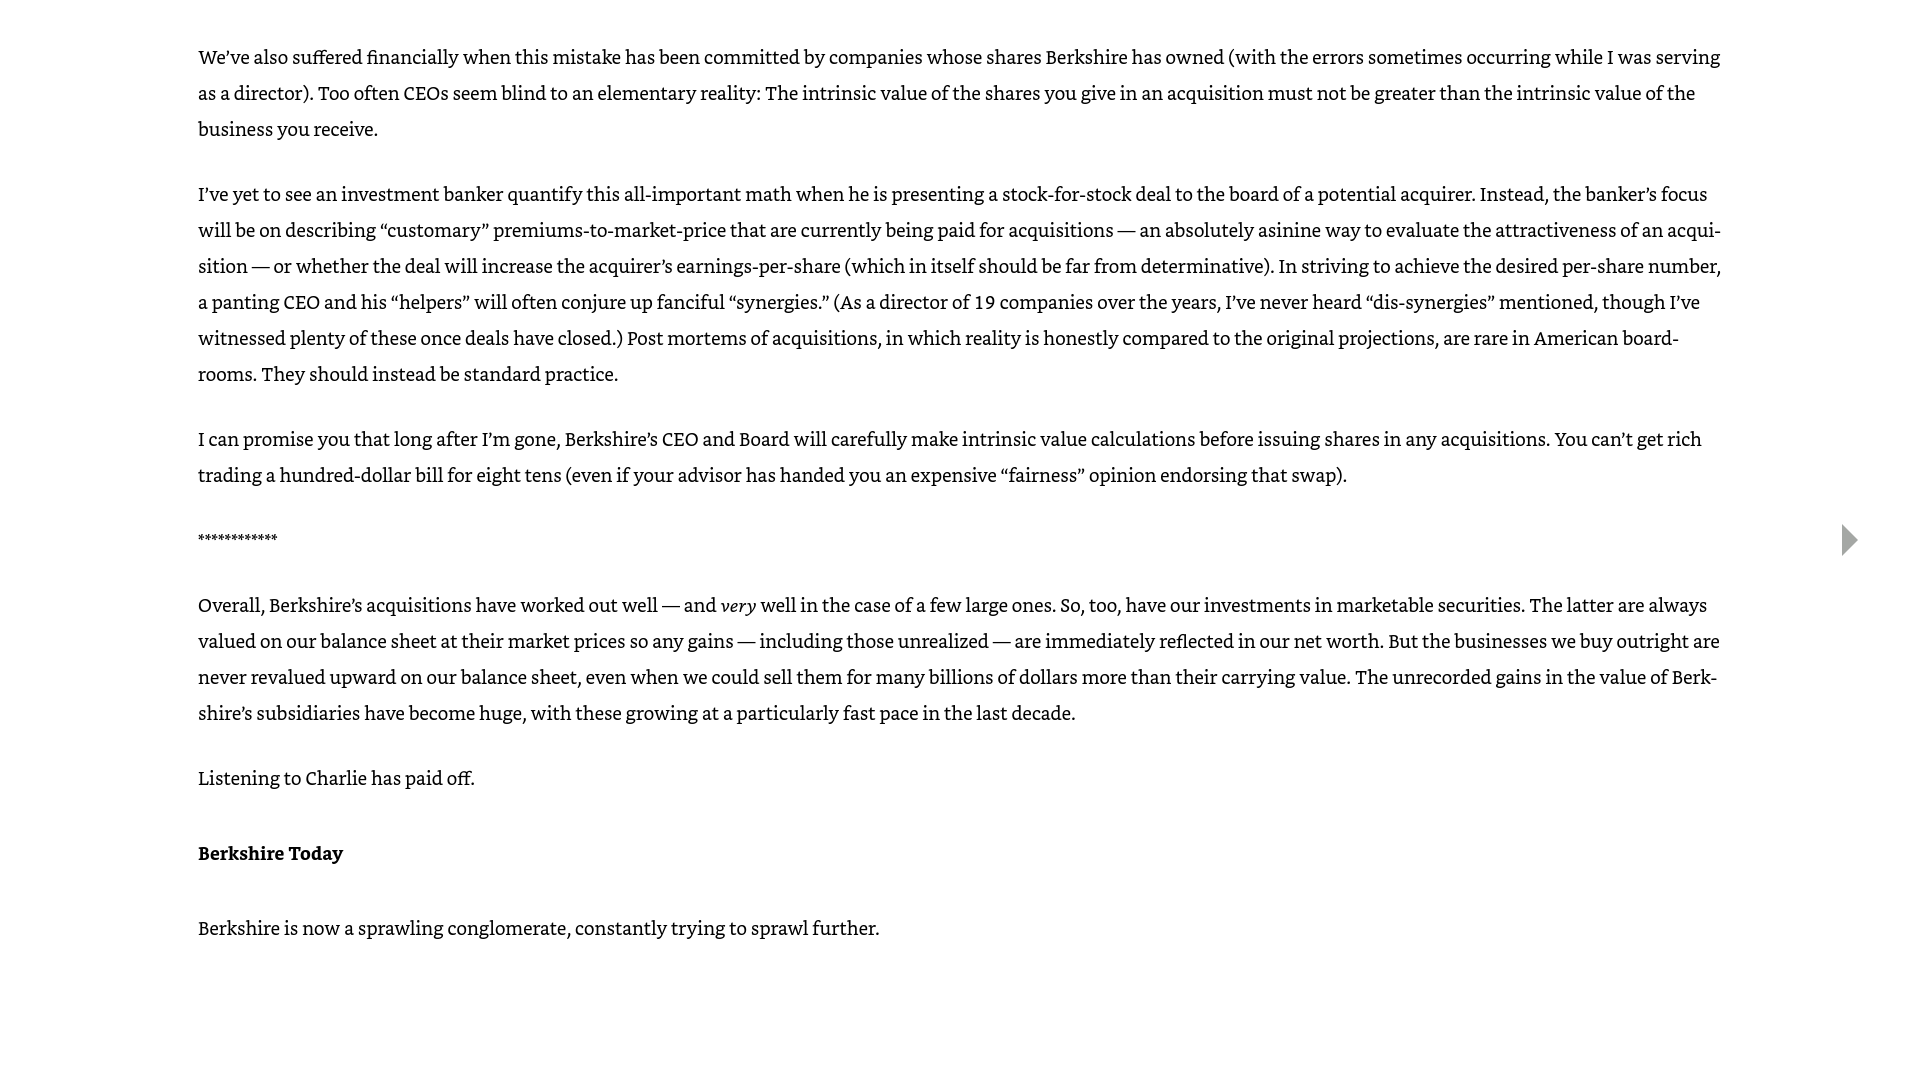 We’ve also suffered financially when this mistake has been committed by companies whose shares Berkshire has owned (with the errors sometimes occurring while I was serving
as a director). Too often CEOs seem blind to an elementary reality: The intrinsic value of the shares you give in an acquisition must not be greater than the intrinsic value of the
business you receive.
I’ve yet to see an investment banker quantify this all-important math when he is presenting a stock-for-stock deal to the board of a potential acquirer. Instead, the banker’s focus
will be on describing “customary” premiums-to-market-price that are currently being paid for acquisitions — an absolutely asinine way to evaluate the attractiveness of an acqui-
sition — or whether the deal will increase the acquirer’s earnings-per-share (which in itself should be far from determinative). In striving to achieve the desired per-share number,
a panting CEO and his “helpers” will often conjure up fanciful “synergies.” (As a director of 19 companies over the years, I’ve never heard “dis-synergies” mentioned, though I’ve
witnessed plenty of these once deals have closed.) Post mortems of acquisitions, in which reality is honestly compared to the original projections, are rare in American board-
rooms. They should instead be standard practice.
I can promise you that long after I’m gone, Berkshire’s CEO and Board will carefully make intrinsic value calculations before issuing shares in any acquisitions. You can’t get rich
trading a hundred-dollar bill for eight tens (even if your advisor has handed you an expensive “fairness” opinion endorsing that swap).
************
Overall, Berkshire’s acquisitions have worked out well — and very well in the case of a few large ones. So, too, have our investments in marketable securities. The latter are always
valued on our balance sheet at their market prices so any gains — including those unrealized — are immediately reflected in our net worth. But the businesses we buy outright are
never revalued upward on our balance sheet, even when we could sell them for many billions of dollars more than their carrying value. The unrecorded gains in the value of Berk-
shire’s subsidiaries have become huge, with these growing at a particularly fast pace in the last decade.
Listening to Charlie has paid off.
Berkshire Today
Berkshire is now a sprawling conglomerate, constantly trying to sprawl further.